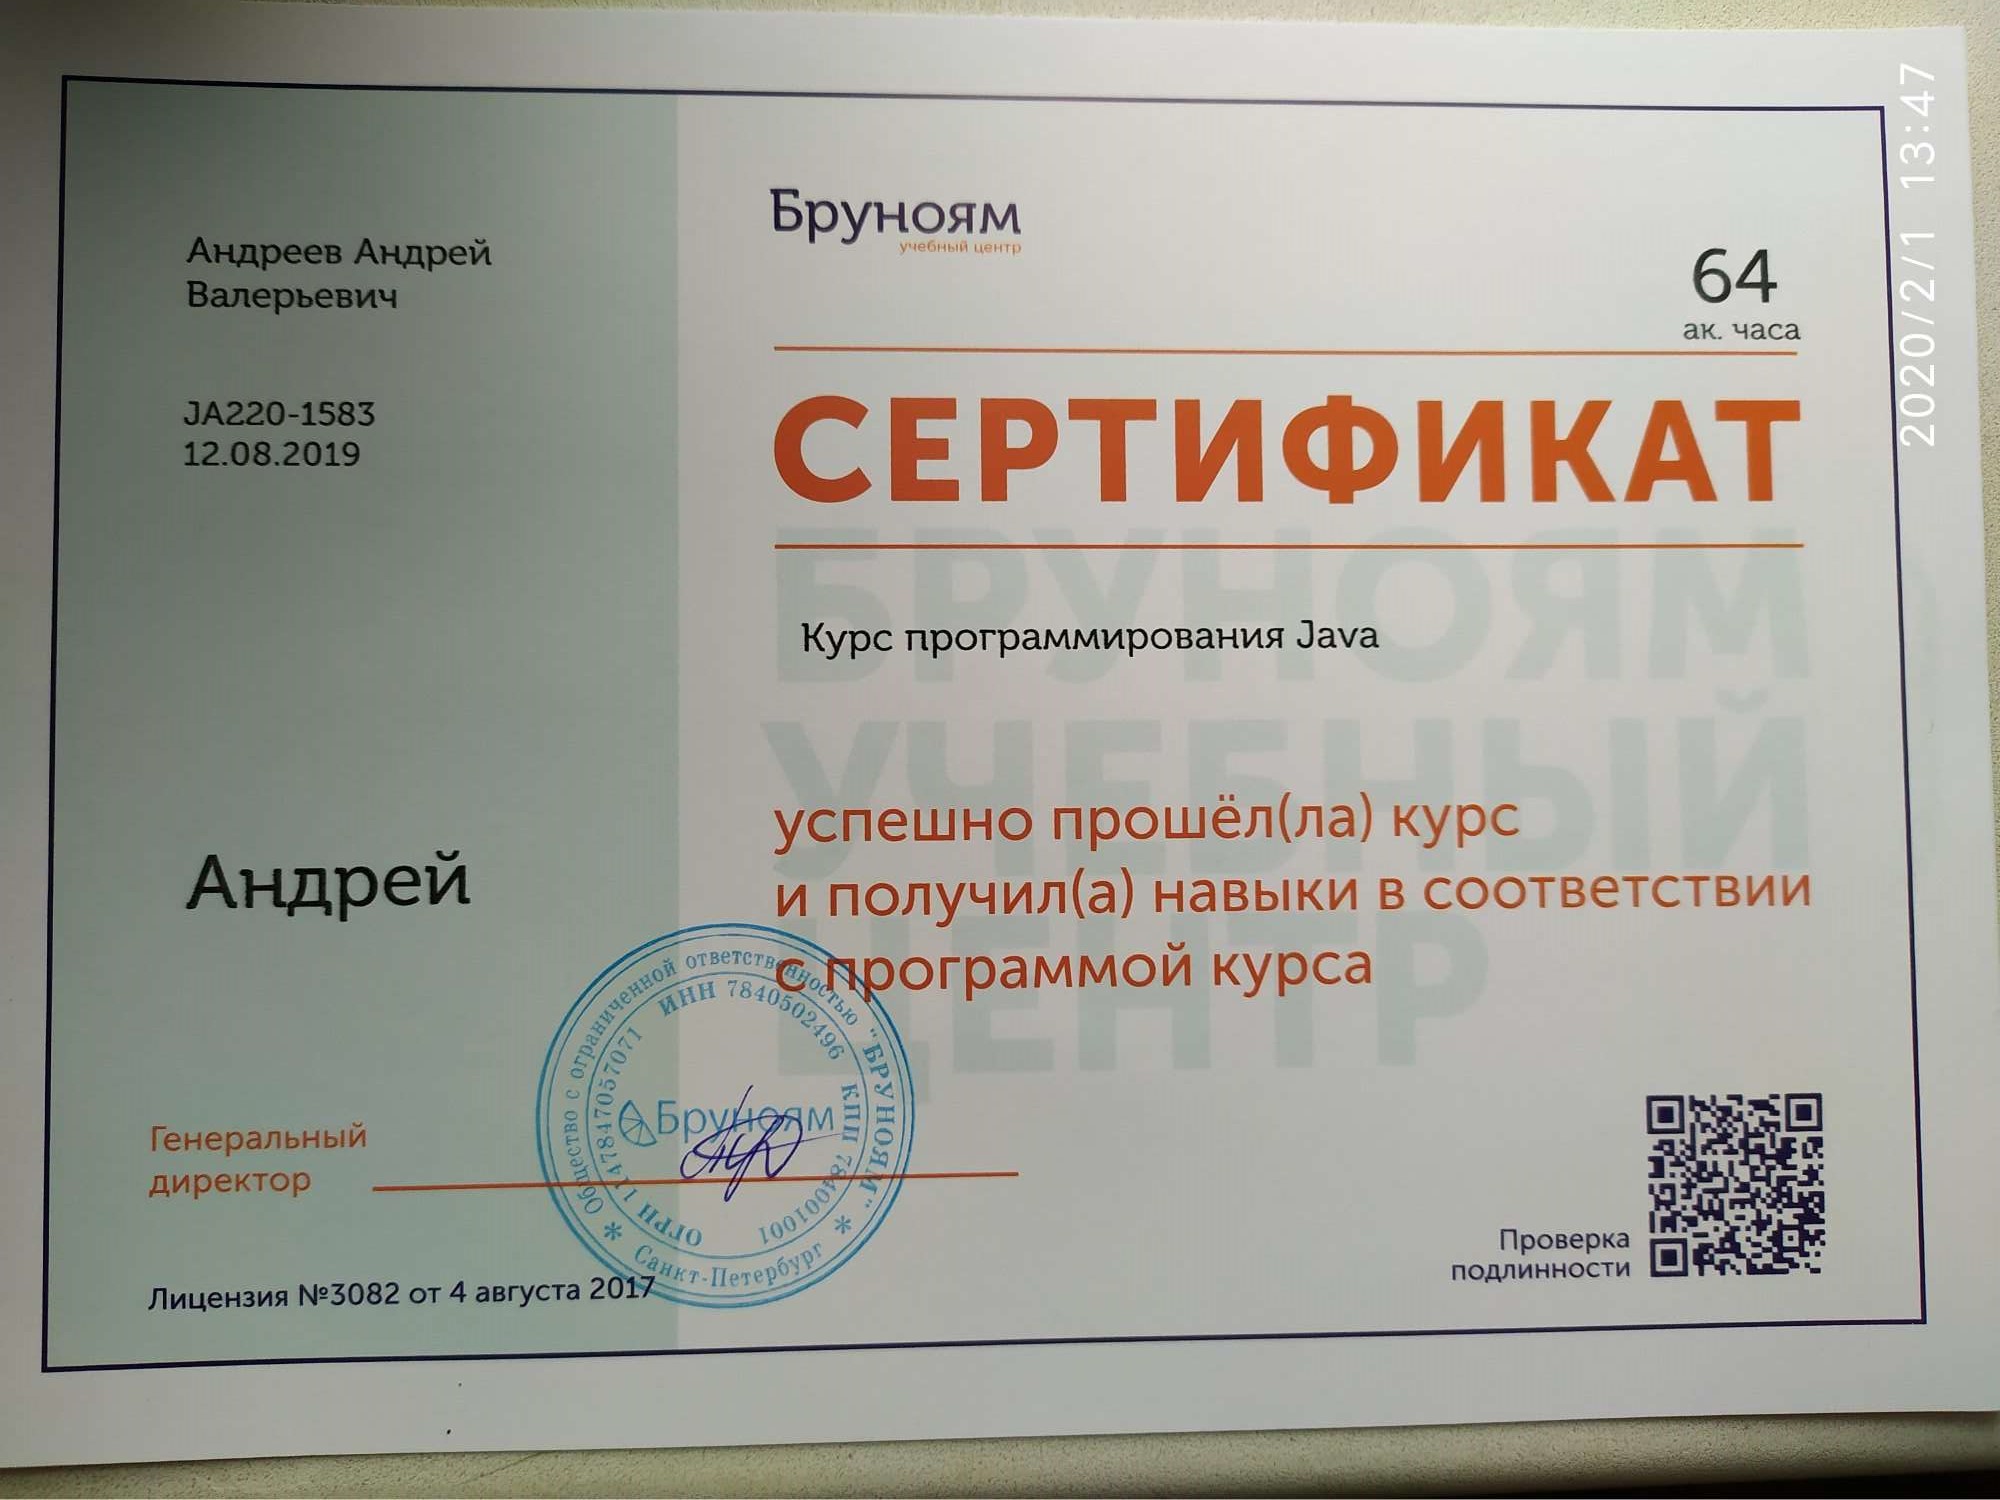 Андреев Андрей
Валерьевич
JA220-1583
12.08.2019
Андрей
Генеральный
директор
Лицензия №3082 от 4 августа 2017
Бруноям
учебный центр
64
ак. часа
СЕРТИФИКАТ
БРУНОЯМ
УЧЕБНЫЙ
ЦЕНТР
Курс программирования Java
успешно прошёл(ла) курс
и получил(а) навыки в соответствии
с программой курса
Общество с ограниченной ответственностью "БРУНОЯМ"
* Санкт-Петербург *
ОГРН 1147847057071 ИНН 7840502496 КПП 784001001
Бруноям
Проверка
подлинности
2020/2/1 13:47